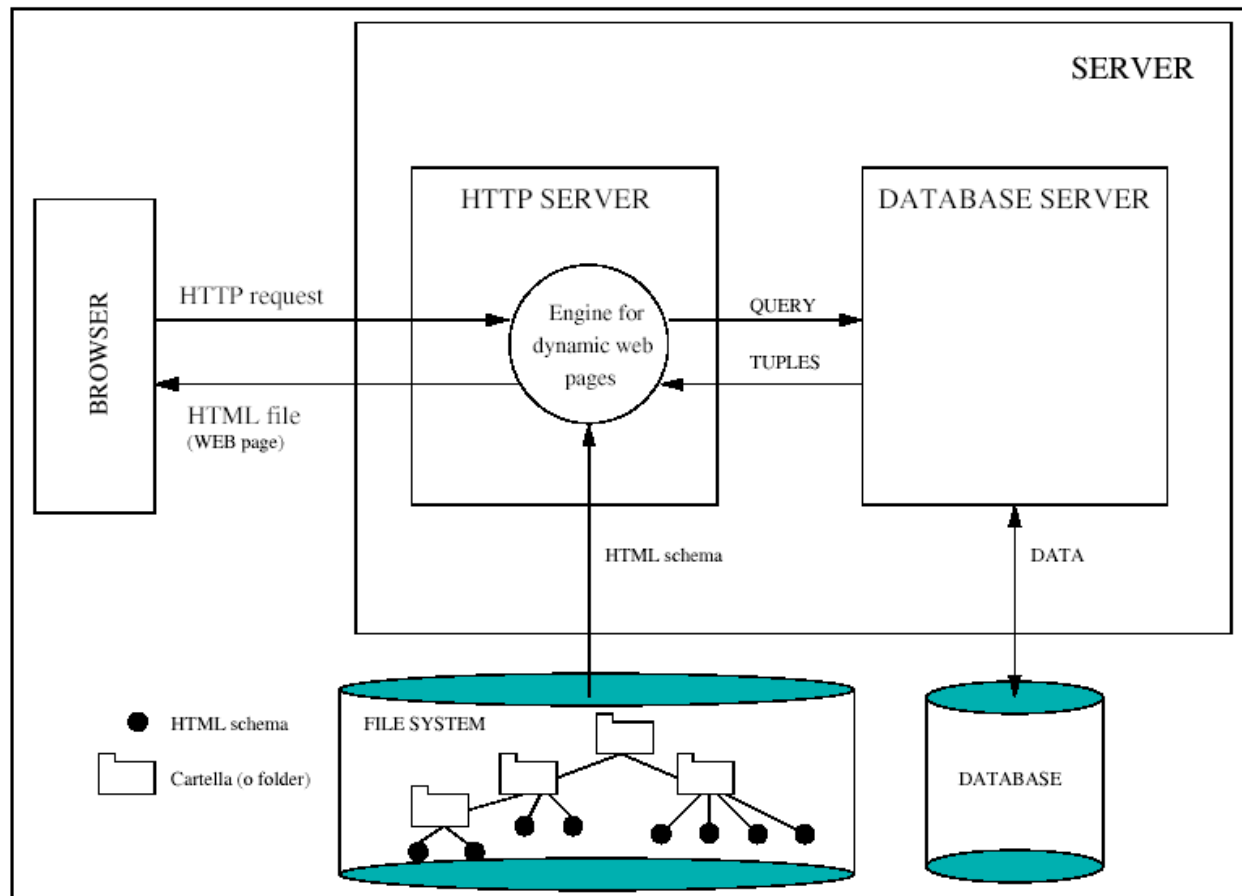 SERVER
HTTP SERVER
DATABASE SERVER
BROWSER
HTTP request
Engine for
dynamic web
pages
QUERY
TUPLES
HTML file
(WEB page)
HTML schema
DATA
HTML schema
Cartella (o folder)
FILE SYSTEM
DATABASE